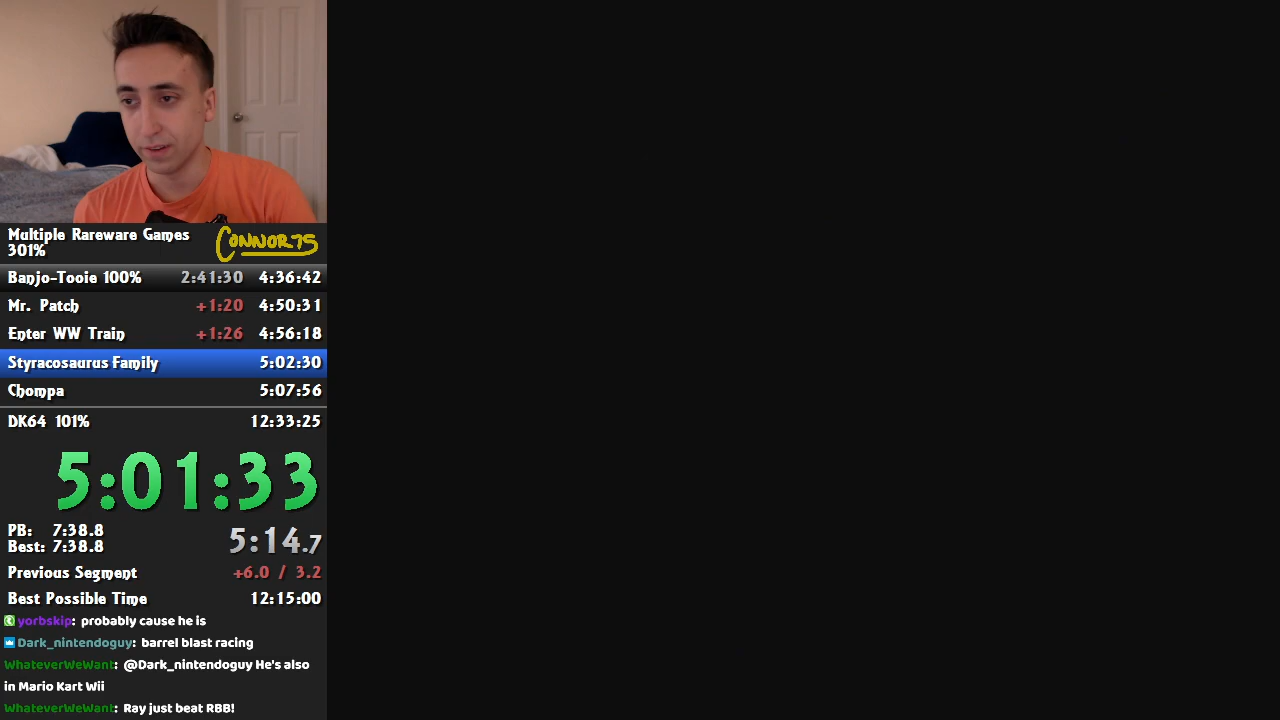 Multiple Rareware Games
301%
CONNOR75
Banjo-Tooie 100% 2:41:30 4:36:42
Mr. Patch +1:20 4:50:31
Enter WW Train +1:26 4:56:18
Styracosaurus Family 5:02:30
Chompa 5:07:56
DK64 101% 12:33:25
5:01:33
PB: 7:38.8
Best: 7:38.8
5:14.7
Previous Segment +6.0 / 3.2
Best Possible Time 12:15:00
yorbskip: probably cause he is
Dark_nintendoguy: barrel blast racing
WhateverWeWant: @Dark_nintendoguy He's also
in Mario Kart Wii
WhateverWeWant: Ray just beat RBB!